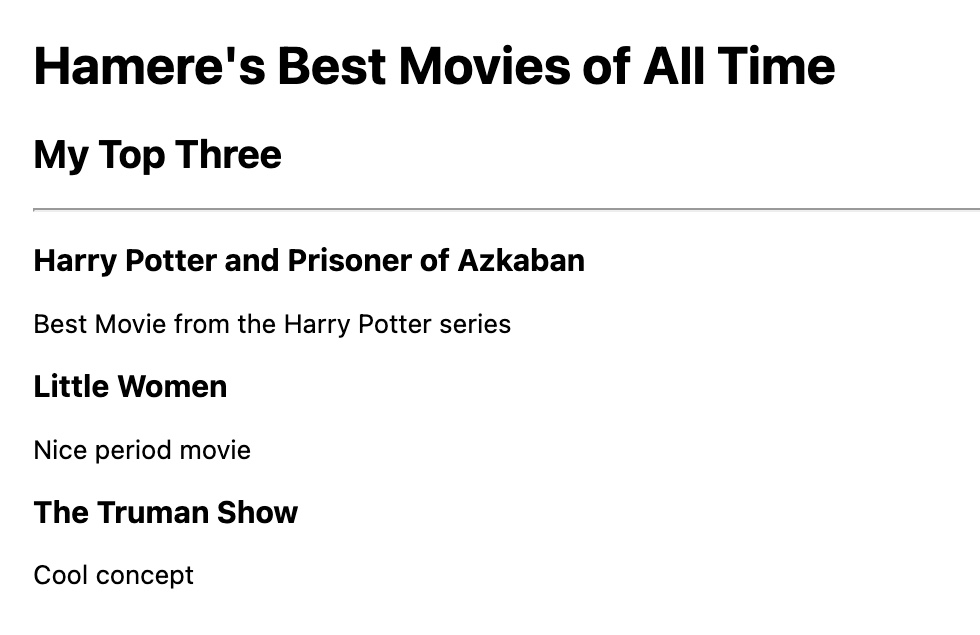 Hamere's Best Movies of All Time
My Top Three
Harry Potter and Prisoner of Azkaban
Best Movie from the Harry Potter series
Little Women
Nice period movie
The Truman Show
Cool concept